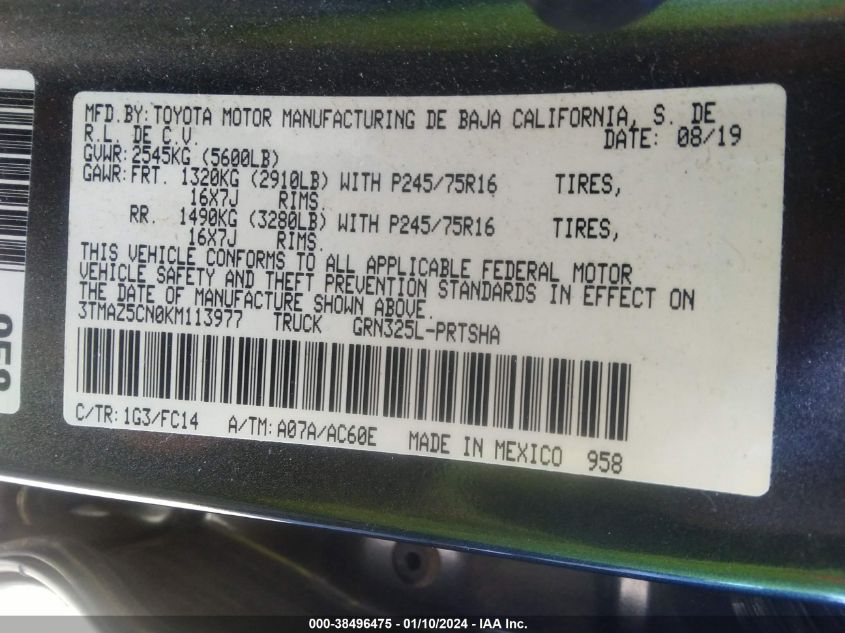 MFD.BY:TOYOTA MOTOR MANUFACTURING DE BAJA CALIFORNIA, S. DE
R.L. DE C.V. DATE: 08/19
GVWR:2545KG (5600LB)
GAWR:FRT. 1320KG (2910LB) WITH P245/75R16 TIRES,
16X7J RIMS.
RR. 1490KG (3280LB) WITH P245/75R16 TIRES,
16X7J RIMS.
THIS VEHICLE CONFORMS TO ALL APPLICABLE FEDERAL MOTOR
VEHICLE SAFETY AND THEFT PREVENTION STANDARDS IN EFFECT ON
THE DATE OF MANUFACTURE SHOWN ABOVE.
3TMAZ5CN0KM113977 TRUCK GRN325L-PRTSHA
C/TR:1G3/FC14 A/TM:A07A/AC60E MADE IN MEXICO 958
958
000-38496475 - 01/10/2024 - IAA Inc.